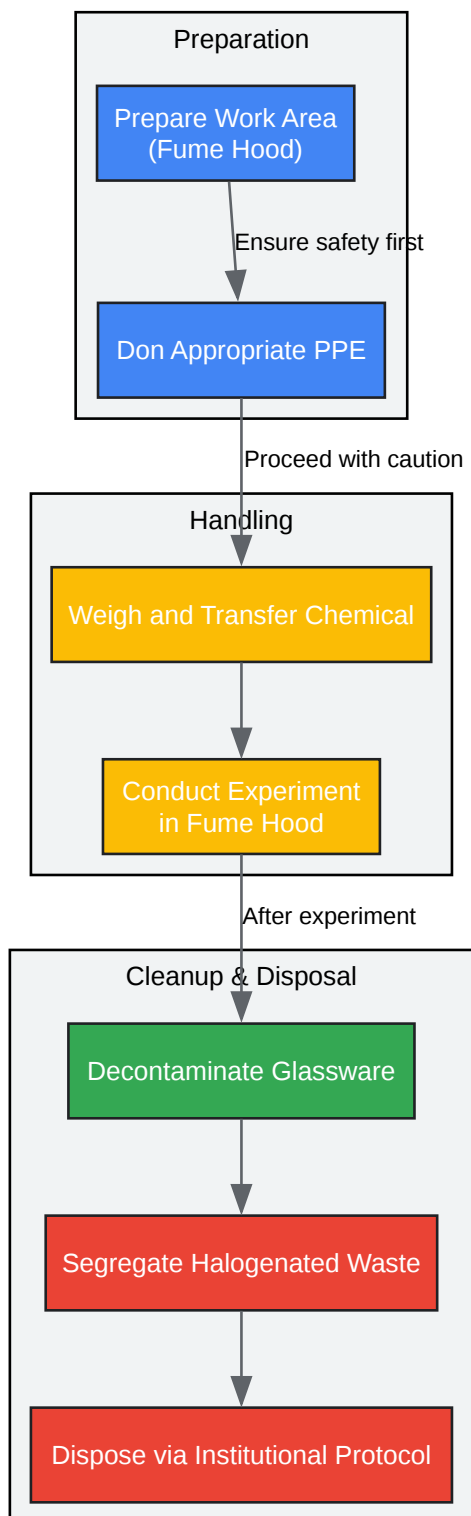 Preparation
Prepare Work Area
(Fume Hood)
Ensure safety first
Don Appropriate PPE
Proceed with caution
Handling
Weigh and Transfer Chemical
Conduct Experiment
in Fume Hood
After experiment
Cleanup & Disposal
Decontaminate Glassware
Segregate Halogenated Waste
Dispose via Institutional Protocol